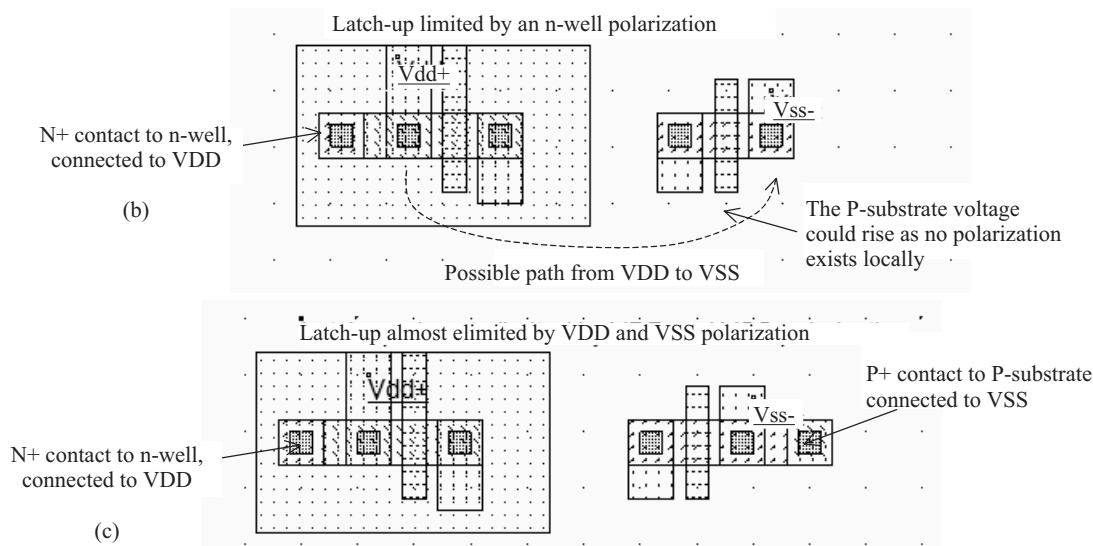 Latch-up limited by an n-well polarization
Vdd+
Vss-
N+ contact to n-well,
connected to VDD
(b)
The P-substrate voltage
could rise as no polarization
exists locally
Possible path from VDD to VSS
Latch-up almost elimited by VDD and VSS polarization
Vdd+
Vss-
P+ contact to P-substrate
connected to VSS
N+ contact to n-well,
connected to VDD
(c)